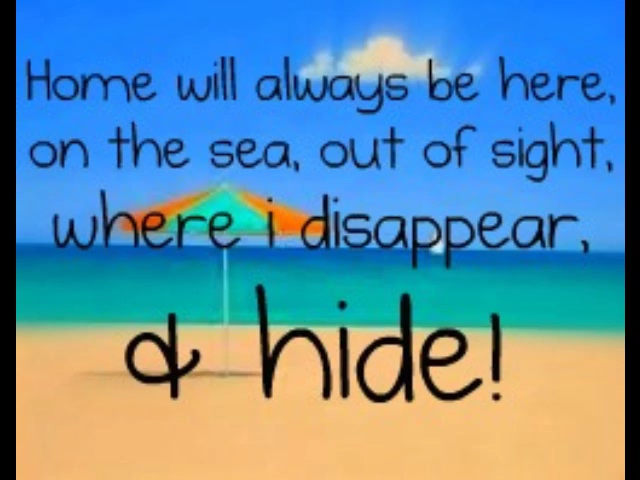 Home will always be here,
on the sea, out of sight,
where i disappear,
& hide!